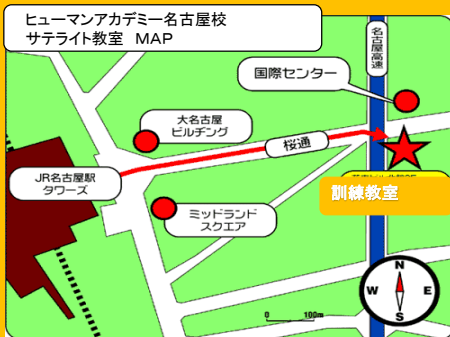 ヒューマンアカデミー名古屋校
サテライト教室 MAP
名古屋高速
国際センター
大名古屋
ビルヂング
桜通
JR名古屋駅
タワーズ
訓練教室
ミッドランド
スクエア
N
W E
S
0 100m